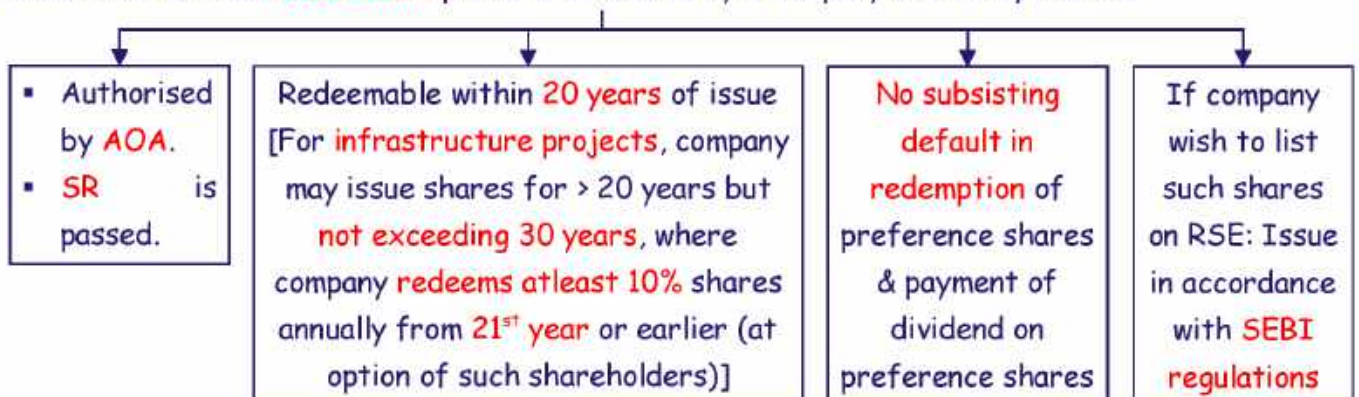 ▪ Authorised
by AOA.
▪ SR is
passed.
Redeemable within 20 years of issue
[For infrastructure projects, company
may issue shares for > 20 years but
not exceeding 30 years, where
company redeems atleast 10% shares
annually from 21st year or earlier (at
option of such shareholders)]
No subsisting
default in
redemption of
preference shares
& payment of
dividend on
preference shares
If company
wish to list
such shares
on RSE: Issue
in accordance
with SEBI
regulations